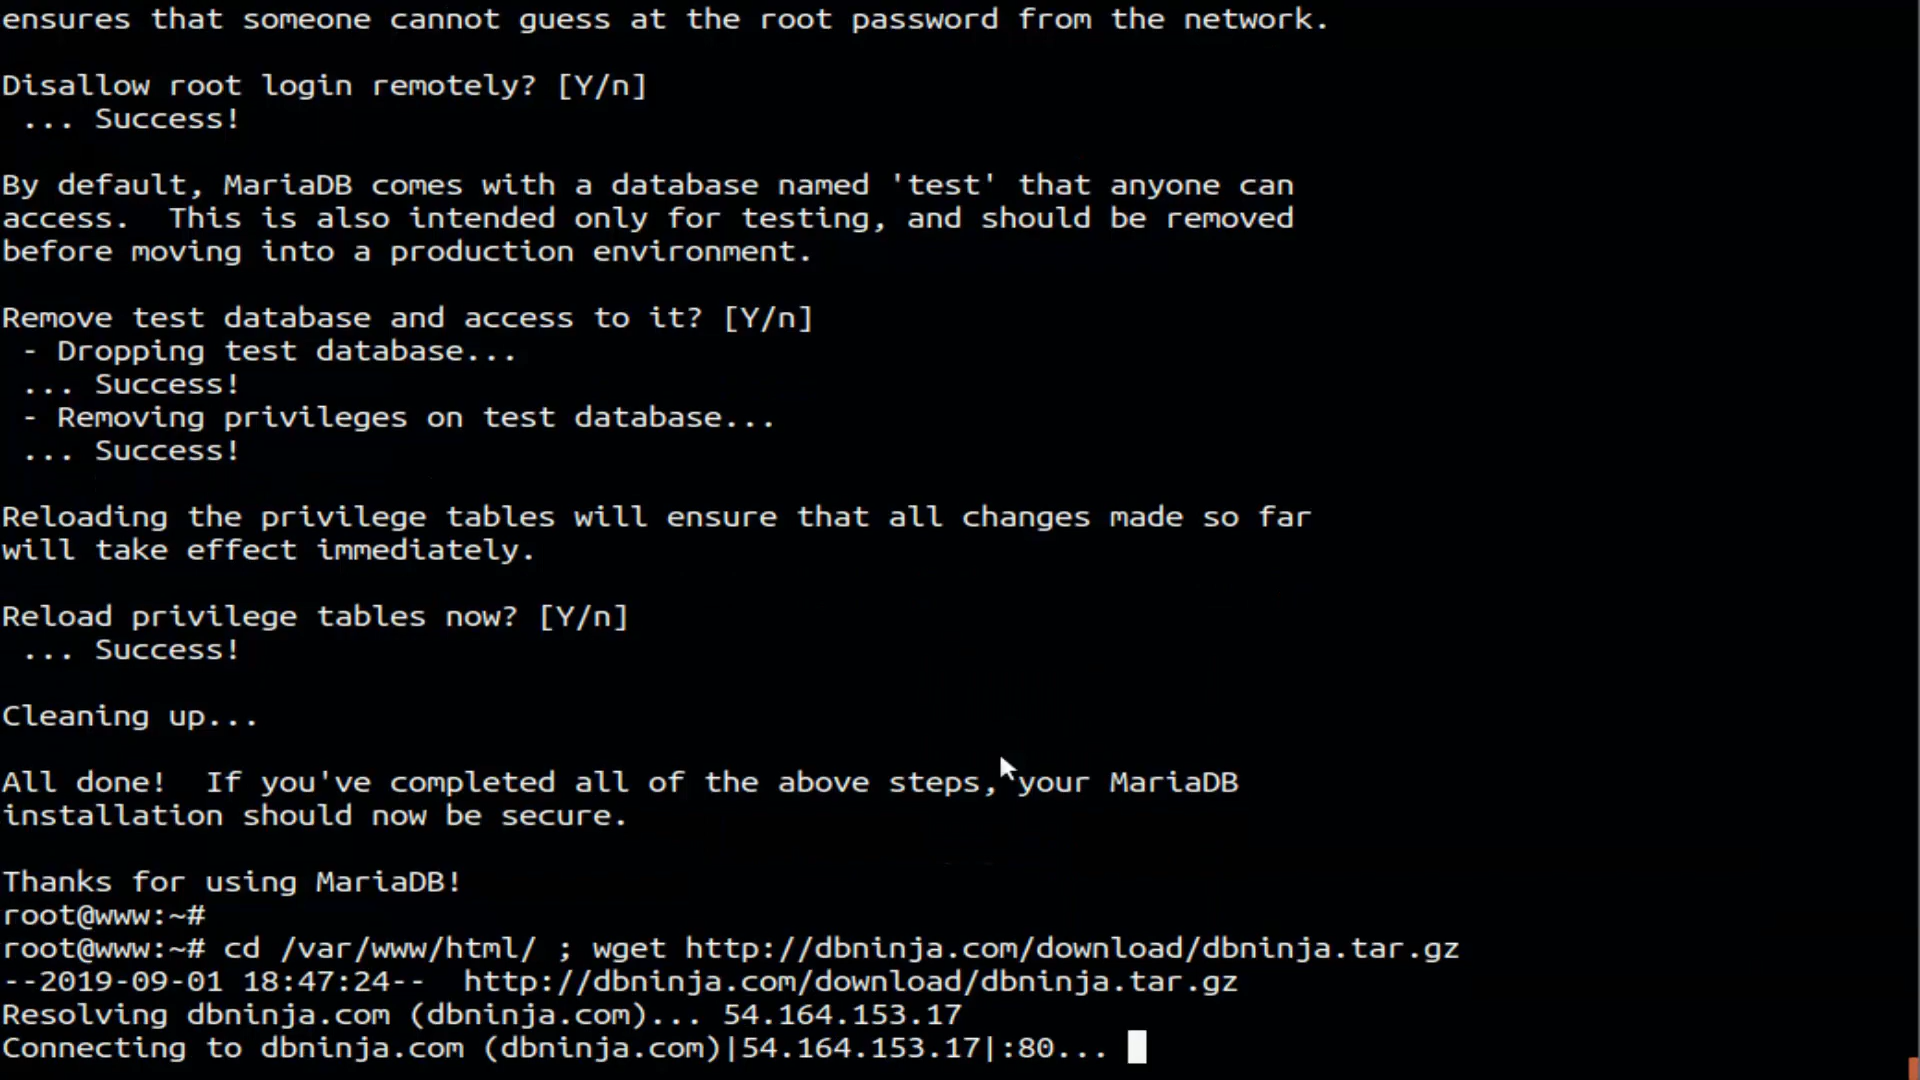 ensures that someone cannot guess at the root password from the network.
Disallow root login remotely? [Y/n]
... Success!
By default, MariaDB comes with a database named 'test' that anyone can
access.  This is also intended only for testing, and should be removed
before moving into a production environment.
Remove test database and access to it? [Y/n]
- Dropping test database...
... Success!
- Removing privileges on test database...
... Success!
Reloading the privilege tables will ensure that all changes made so far
will take effect immediately.
Reload privilege tables now? [Y/n]
... Success!
Cleaning up...
All done!  If you've completed all of the above steps, your MariaDB
installation should now be secure.
Thanks for using MariaDB!
root@www:~#
root@www:~# cd /var/www/html/ ; wget http://dbninja.com/download/dbninja.tar.gz
--2019-09-01 18:47:24--  http://dbninja.com/download/dbninja.tar.gz
Resolving dbninja.com (dbninja.com)... 54.164.153.17
Connecting to dbninja.com (dbninja.com)|54.164.153.17|:80...